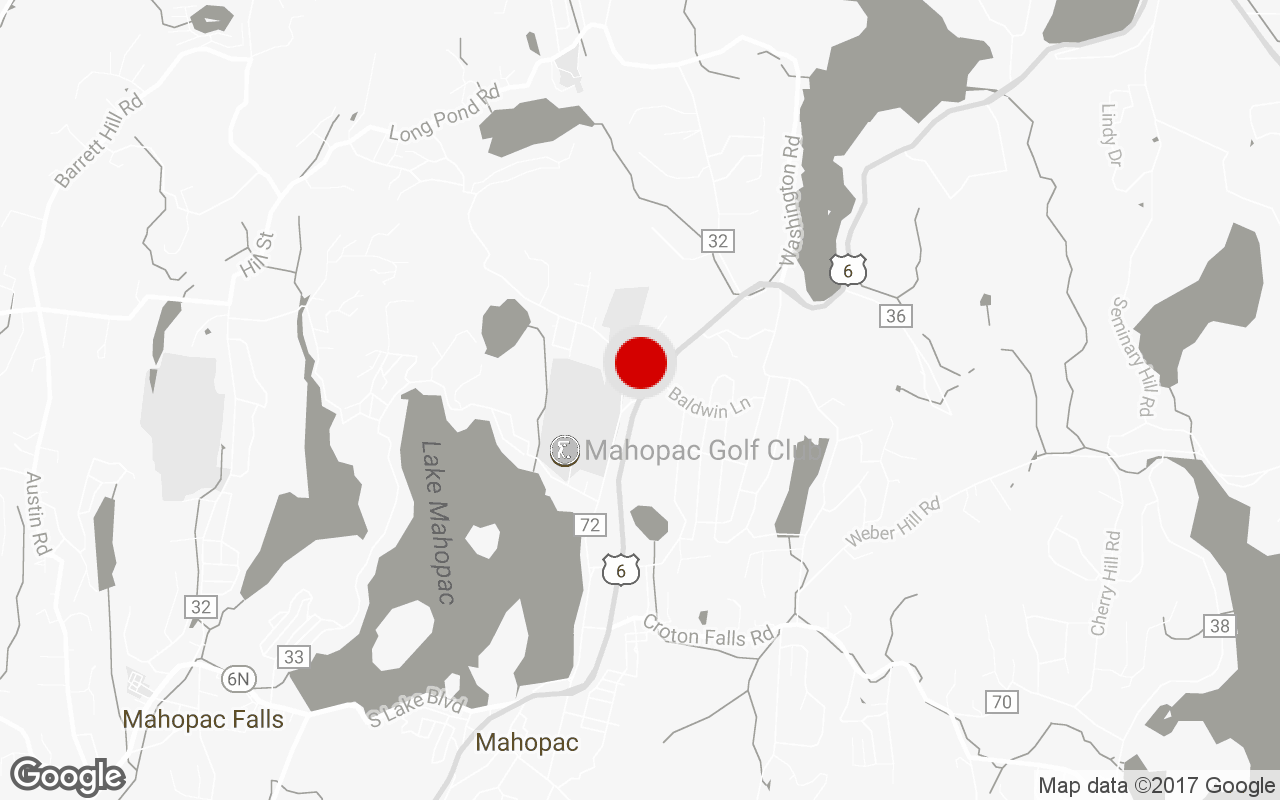 Barrett Hill Rd
Long Pond Rd
Lindy Dr
Washington Rd
32
Hill St
6
36
Seminary Hill Rd
Baldwin Ln
Mahopac Golf Club
Lake Mahopac
Austin Rd
72
Weber Hill Rd
6
Cherry Hill Rd
32
Croton Falls Rd
38
33
6N
70
S Lake Blvd
Mahopac Falls
Mahopac
Google
Map data ©2017 Google